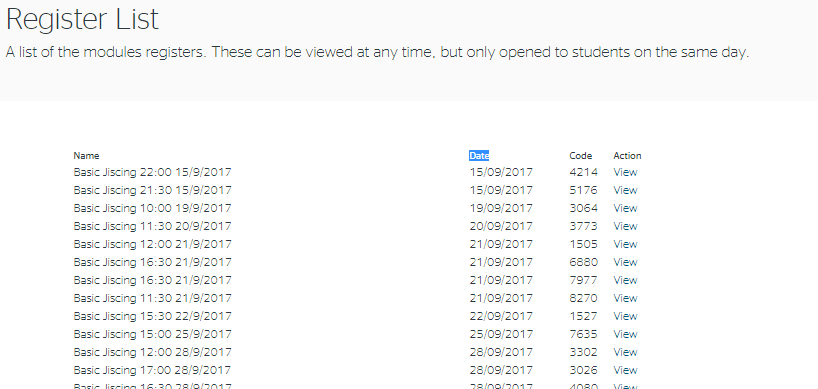 Register List
A list of the modules registers. These can be viewed at any time, but only opened to students on the same day.
Name Date Code Action
Basic Jiscing 22:00 15/9/2017 15/09/2017 4214 View
Basic Jiscing 21:30 15/9/2017 15/09/2017 5176 View
Basic Jiscing 10:00 19/9/2017 19/09/2017 3064 View
Basic Jiscing 11:30 20/9/2017 20/09/2017 3773 View
Basic Jiscing 12:00 21/9/2017 21/09/2017 1505 View
Basic Jiscing 16:30 21/9/2017 21/09/2017 6880 View
Basic Jiscing 16:30 21/9/2017 21/09/2017 7977 View
Basic Jiscing 11:30 21/9/2017 21/09/2017 8270 View
Basic Jiscing 15:30 22/9/2017 22/09/2017 1527 View
Basic Jiscing 15:00 25/9/2017 25/09/2017 7635 View
Basic Jiscing 12:00 28/9/2017 28/09/2017 3302 View
Basic Jiscing 17:00 28/9/2017 28/09/2017 3026 View
Basic Jiscing 16:30 28/9/2017 28/09/2017 4080 View